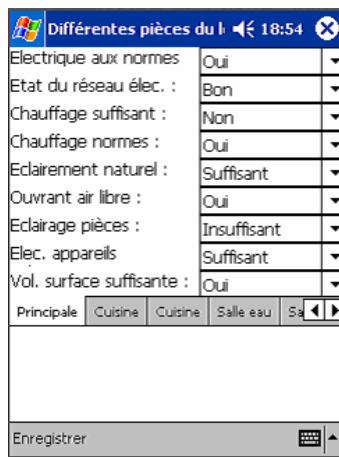 Différentes pièces du l 18:54
Electrique aux normes Oui
Etat du réseau élec. : Bon
Chauffage suffisant : Non
Chauffage normes : Oui
Eclairement naturel : Suffisant
Ouvrant air libre : Oui
Eclairage pièces : Insuffisant
Elec. appareils Suffisant
Vol. surface suffisante : Oui
Principale Cuisine Cuisine Salle eau Sa
Enregistrer